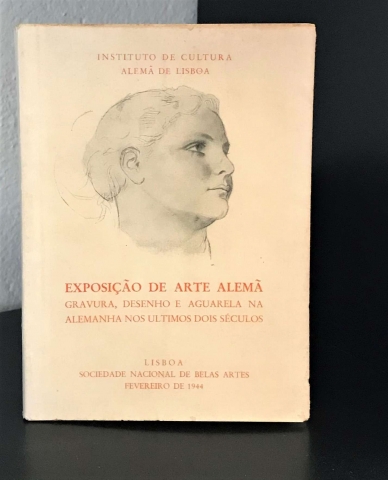 INSTITUTO DE CULTURA
ALEMÃ DE LISBOA
EXPOSIÇÃO DE ARTE ALEMÃ
GRAVURA, DESENHO E AGUARELA NA
ALEMANHA NOS ULTIMOS DOIS SÉCULOS
LISBOA
SOCIEDADE NACIONAL DE BELAS ARTES
FEVEREIRO DE 1944